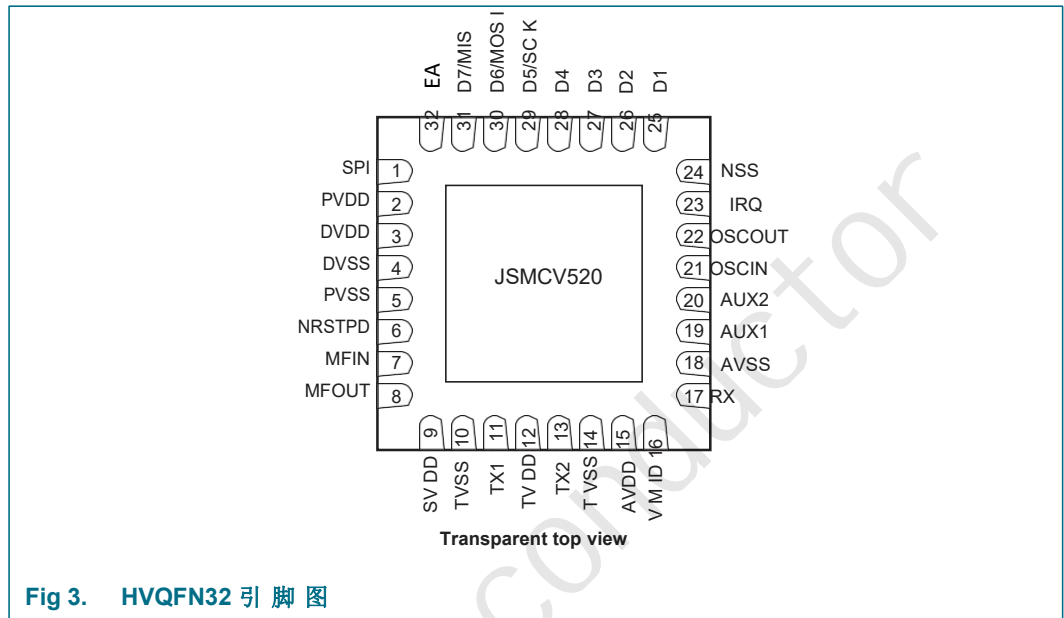 EA
D7/MIS
D6/MOS I
D5/SC K
D4
D3
D2
D1
32
31
30
29
28
27
26
25
SPI 1
PVDD 2
DVDD 3
DVSS 4
PVSS 5
NRSTPD 6
MFIN 7
MFOUT 8
JSMCV520
24 NSS
23 IRQ
22 OSCOUT
21 OSCIN
20 AUX2
19 AUX1
18 AVSS
17 RX
9
10
11
12
13
14
15
16
SV DD
TVSS
TX1
TV DD
TX2
T VSS
AVDD
V M ID
Transparent top view
Fig 3. HVQFN32 引 脚 图
conductor